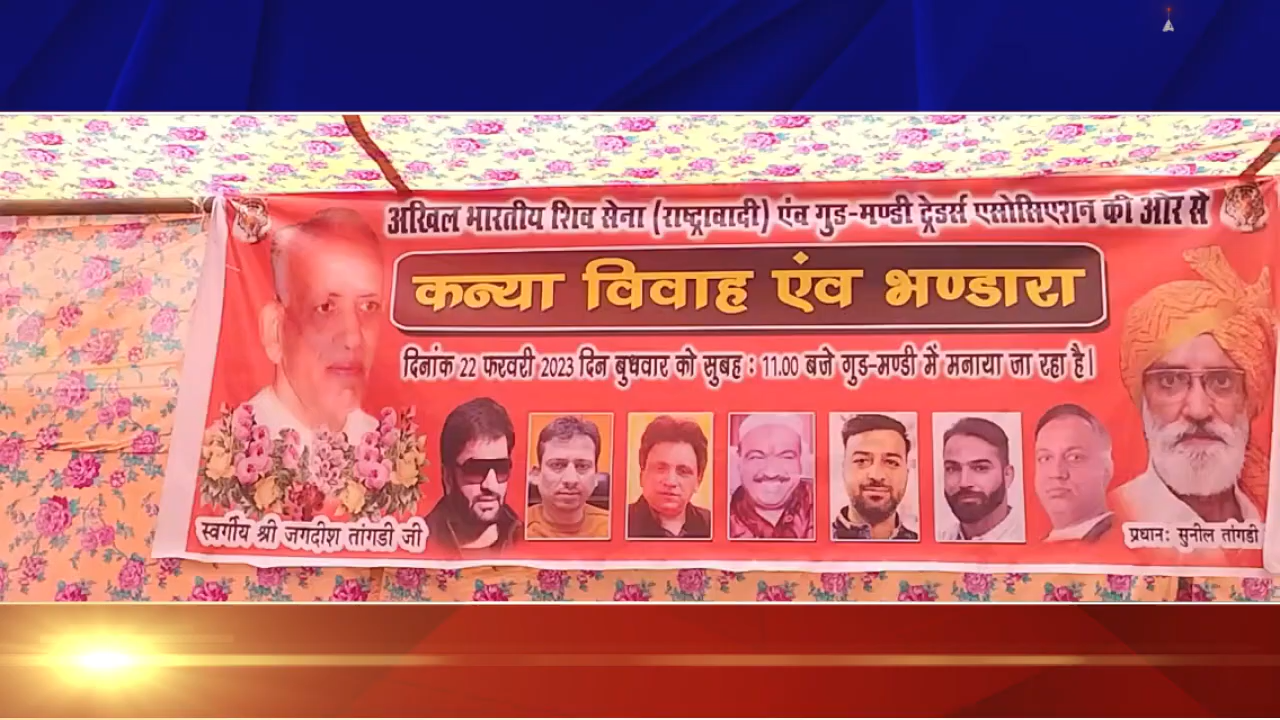 अखिल भारतीय शिव सेना (राष्ट्रावादी) एंव गुड-मण्डी ट्रेडर्स एसोसिएशन की ओर से
कन्या विवाह एंव भण्डारा
दिनांक 22 फरवरी 2023 दिन बुधवार को सुबह : 11.00 बजे गुड-मण्डी में मनाया जा रहा है।
स्वर्गीय श्री जगदीश तांगडी जी
प्रधान: सुनील तांगडी